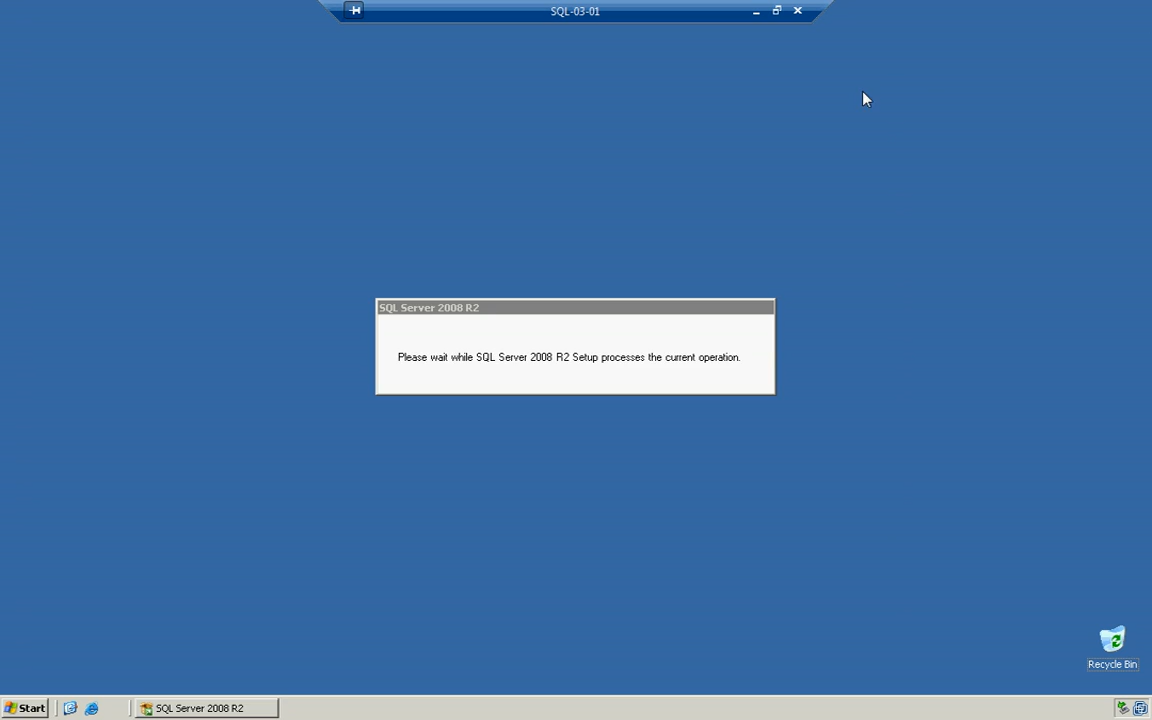 SQL-03-01
SQL Server 2008 R2
Please wait while SQL Server 2008 R2 Setup processes the current operation.
Recycle Bin
Start
SQL Server 2008 R2